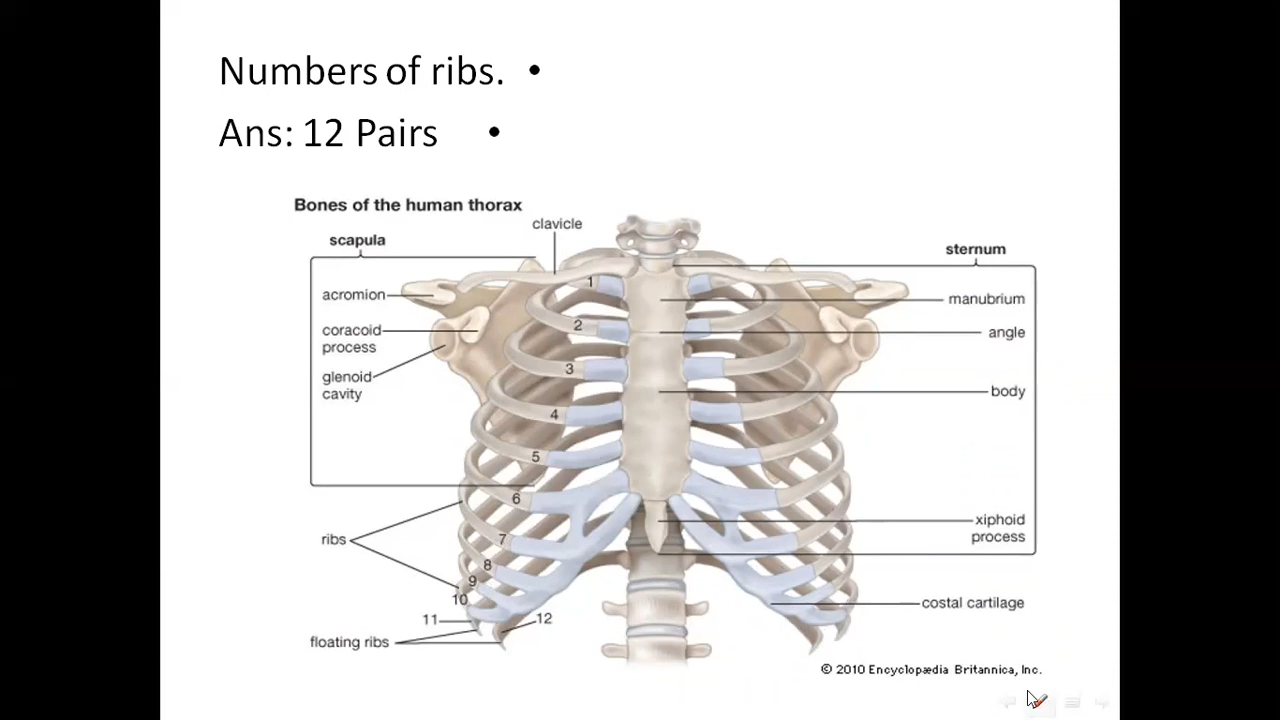 Numbers of ribs. •
Ans: 12 Pairs •
Bones of the human thorax
clavicle
scapula
sternum
acromion
coracoid
process
glenoid
cavity
1
2
3
4
5
6
7
8
9
10
11
12
ribs
floating ribs
manubrium
angle
body
xiphoid
process
costal cartilage
© 2010 Encyclopædia Britannica, Inc.